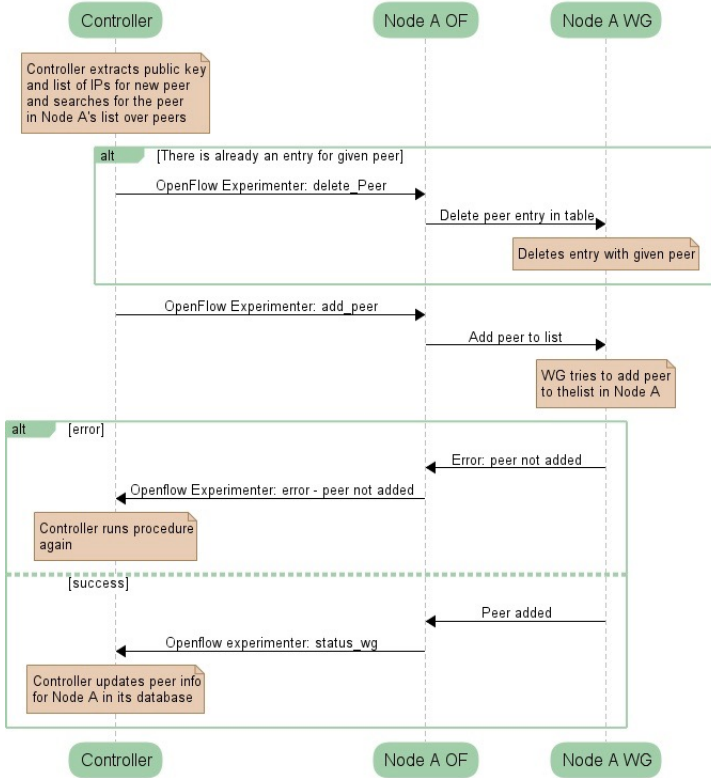 Controller
Node A OF
Node A WG
Controller extracts public key
and list of IPs for new peer
and searches for the peer
in Node A's list over peers
alt
[There is already an entry for given peer]
OpenFlow Experimenter: delete_Peer
Delete peer entry in table
Deletes entry with given peer
OpenFlow Experimenter: add_peer
Add peer to list
WG tries to add peer
to thelist in Node A
alt
[error]
Error: peer not added
Openflow Experimenter: error - peer not added
Controller runs procedure
again
[success]
Peer added
Openflow experimenter: status_wg
Controller updates peer info
for Node A in its database
Controller
Node A OF
Node A WG